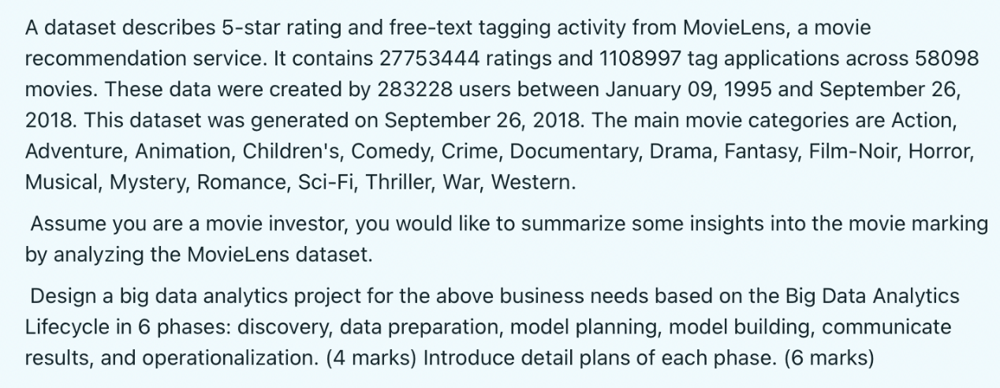 A dataset describes 5-star rating and free-text tagging activity from MovieLens, a movie
recommendation service. It contains 27753444 ratings and 1108997 tag applications across 58098
movies. These data were created by 283228 users between January 09, 1995 and September 26,
2018. This dataset was generated on September 26, 2018. The main movie categories are Action,
Adventure, Animation, Children's, Comedy, Crime, Documentary, Drama, Fantasy, Film-Noir, Horror,
Musical, Mystery, Romance, Sci-Fi, Thriller, War, Western.
Assume you are a movie investor, you would like to summarize some insights into the movie marking
by analyzing the MovieLens dataset.
Design a big data analytics project for the above business needs based on the Big Data Analytics
Lifecycle in 6 phases: discovery, data preparation, model planning, model building, communicate
results, and operationalization. (4 marks) Introduce detail plans of each phase. (6 marks)